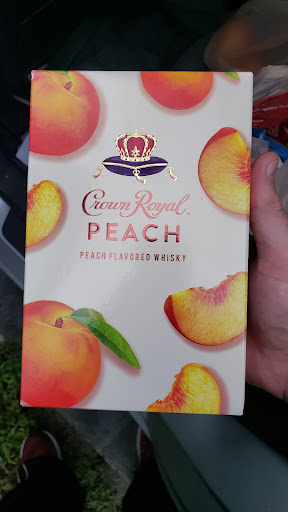 Crown Royal
PEACH
PEACH FLAVORED WHISKY